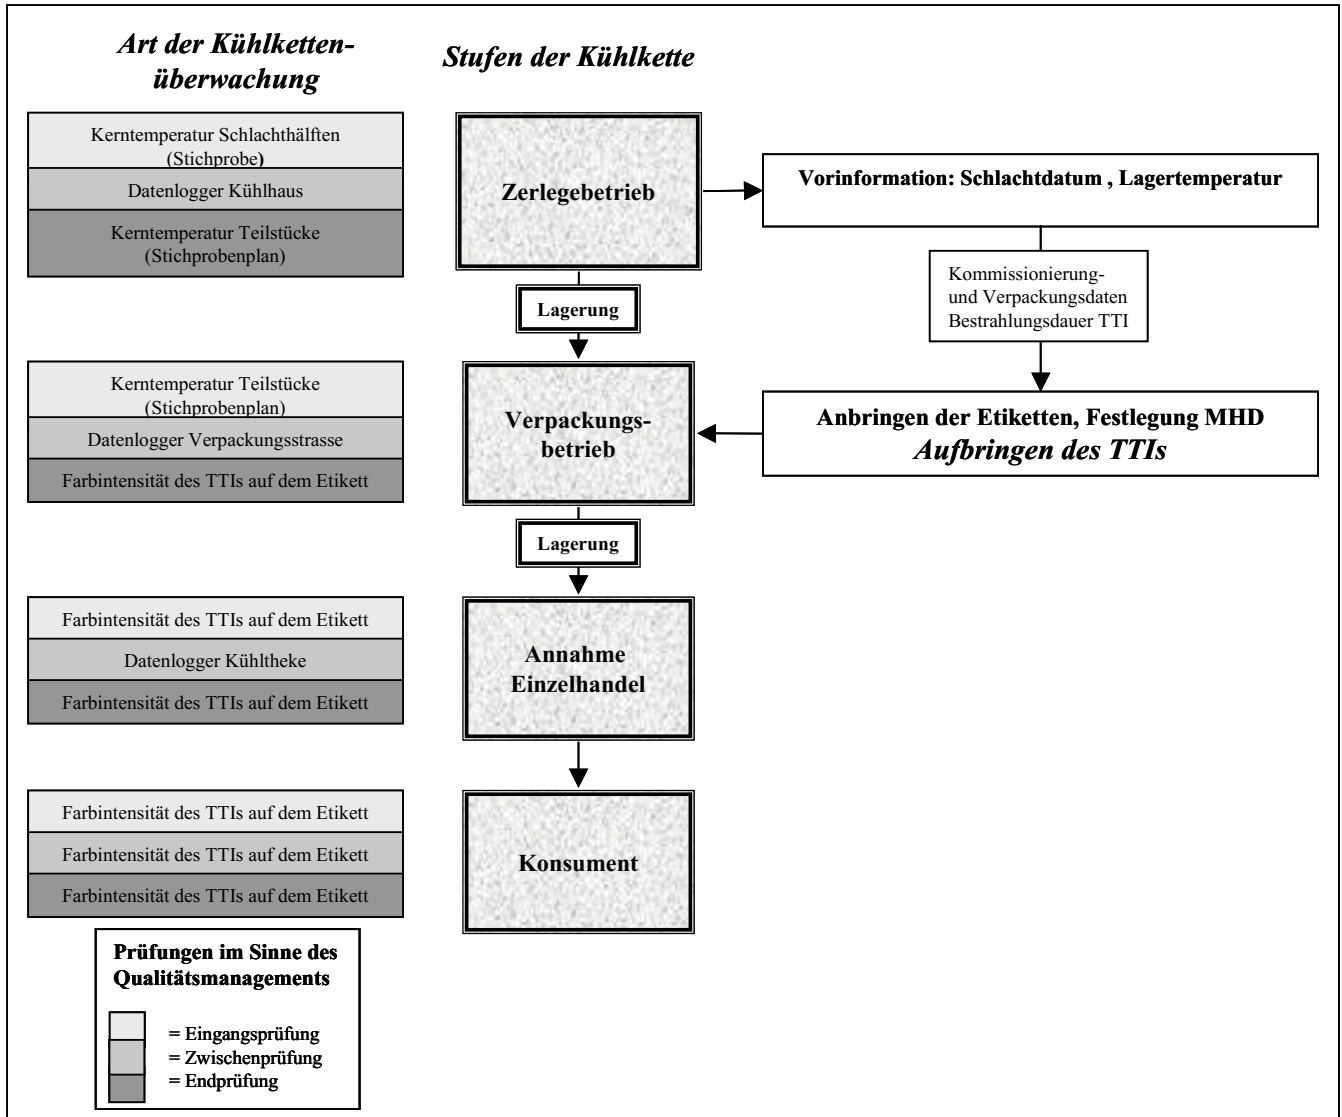 Art der Kühlketten-
überwachung
Stufen der Kühlkette
Kerntemperatur Schlachthälften
(Stichprobe)
Datenlogger Kühlhaus
Kerntemperatur Teilstücke
(Stichprobenplan)
Zerlegebetrieb
Vorinformation: Schlachtdatum , Lagertemperatur
Kommissionierung-
und Verpackungsdaten
Bestrahlungsdauer TTI
Lagerung
Kerntemperatur Teilstücke
(Stichprobenplan)
Datenlogger Verpackungsstrasse
Farbintensität des TTIs auf dem Etikett
Verpackungs-
betrieb
Anbringen der Etiketten, Festlegung MHD
Aufbringen des TTIs
Lagerung
Farbintensität des TTIs auf dem Etikett
Datenlogger Kühltheke
Farbintensität des TTIs auf dem Etikett
Annahme
Einzelhandel
Farbintensität des TTIs auf dem Etikett
Farbintensität des TTIs auf dem Etikett
Farbintensität des TTIs auf dem Etikett
Konsument
Prüfungen im Sinne des
Qualitätsmanagements
= Eingangsprüfung
= Zwischenprüfung
= Endprüfung